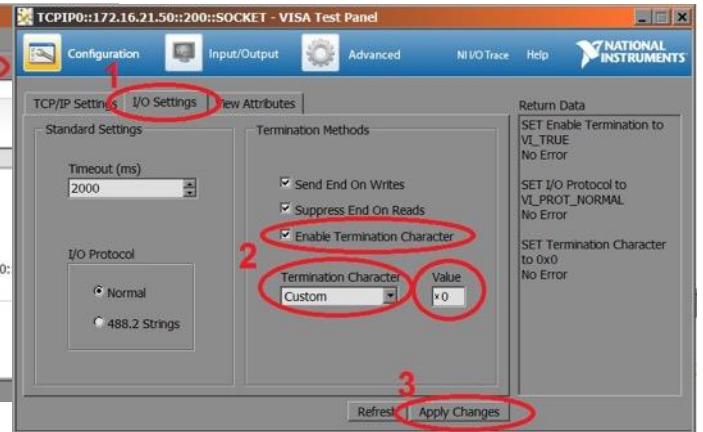 TCPIP0::172.16.21.50::200::SOCKET - VISA Test Panel
Configuration
Input/Output
Advanced
NI I/O Trace
Help
NATIONAL
INSTRUMENTS
1
TCP/IP Settings
I/O Settings
View Attributes
Return Data
Standard Settings
Termination Methods
SET Enable Termination to
VI_TRUE
No Error
Timeout (ms)
2000
Send End On Writes
SET I/O Protocol to
VI_PROT_NORMAL
No Error
Suppress End On Reads
Enable Termination Character
SET Termination Character
to 0x0
No Error
I/O Protocol
2
Termination Character
Value
0:
Normal
Custom
x0
488.2 Strings
3
Refresh
Apply Changes